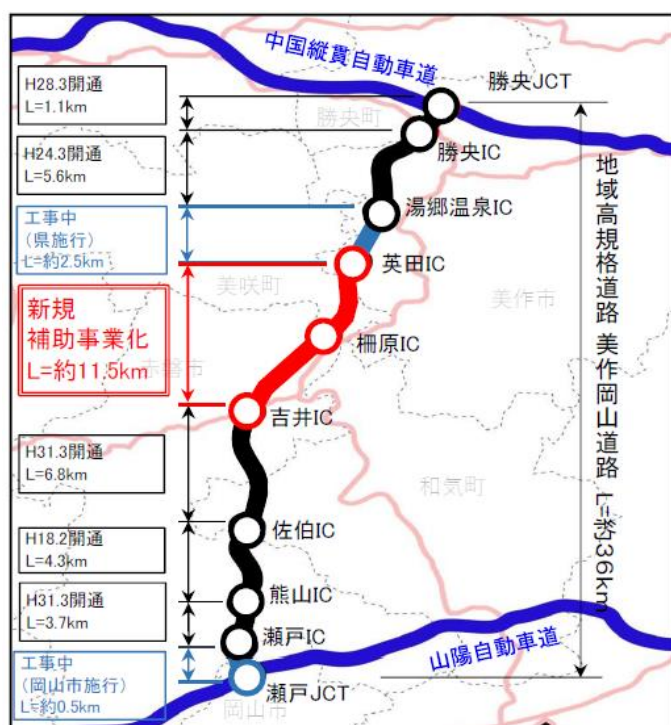 中国縦貫自動車道
勝央JCT
H28.3開通
L=1.1km
勝央町
勝央IC
H24.3開通
L=5.6km
湯郷温泉IC
工事中
(県施行)
L=約2.5km
英田IC
美咲町
美作市
新規
補助事業化
L=約11.5km
赤磐市
柵原IC
吉井IC
地域高規格道路 美作岡山道路 L=約36km
H31.3開通
L=6.8km
和気町
佐伯IC
H18.2開通
L=4.3km
熊山IC
H31.3開通
L=3.7km
瀬戸IC
山陽自動車道
工事中
(岡山市施行)
L=約0.5km
瀬戸JCT
岡山市